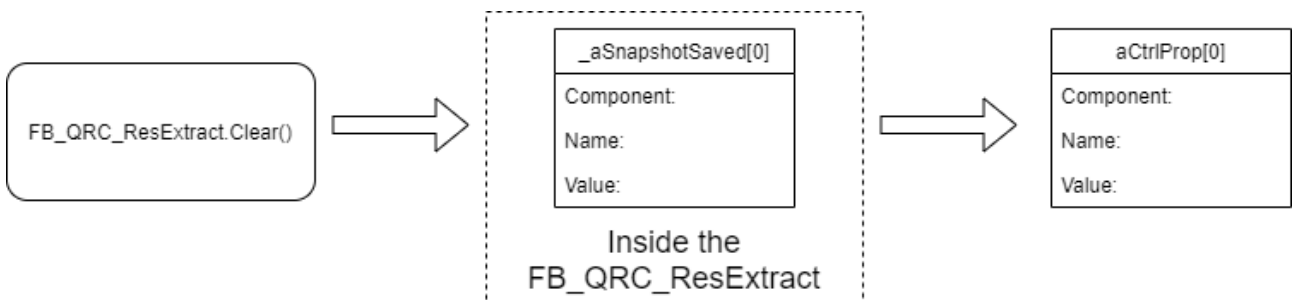 FB_QRC_ResExtract.Clear()
_aSnapshotSaved[0]
Component:
Name:
Value:
Inside the
FB_QRC_ResExtract
aCtrlProp[0]
Component:
Name:
Value: